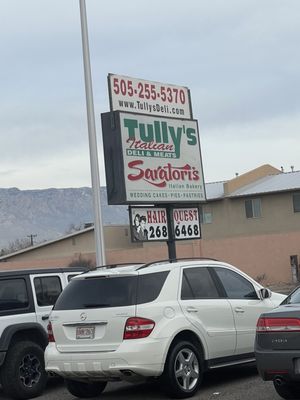 505-255-5370
www.TullysDeli.com
Tully's
Italian
DELI & MEATS
Saratori's
Italian Bakery
WEDDING CAKES - PIES - PASTRIES
HAIR QUEST
268 6468